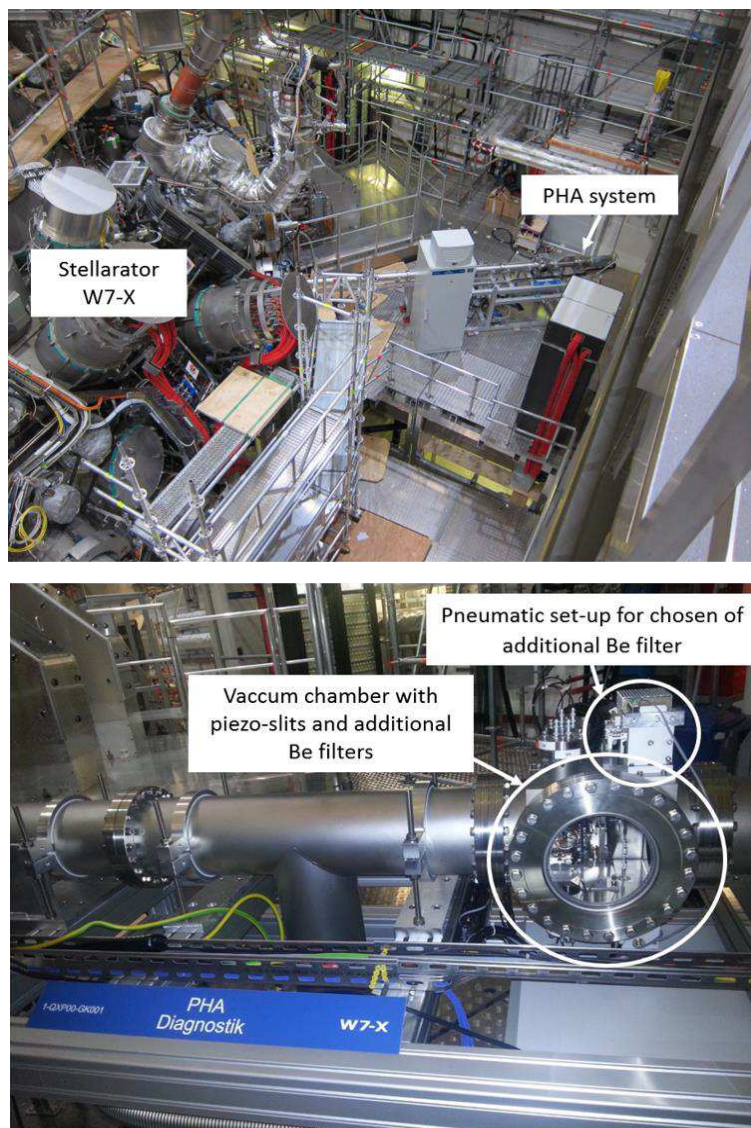 PHA system
Stellarator
W7-X
Pneumatic set-up for chosen of
additional Be filter
Vaccum chamber with
piezo-slits and additional
Be filters
1-QXP00-GK001
PHA
Diagnostik
W7-X